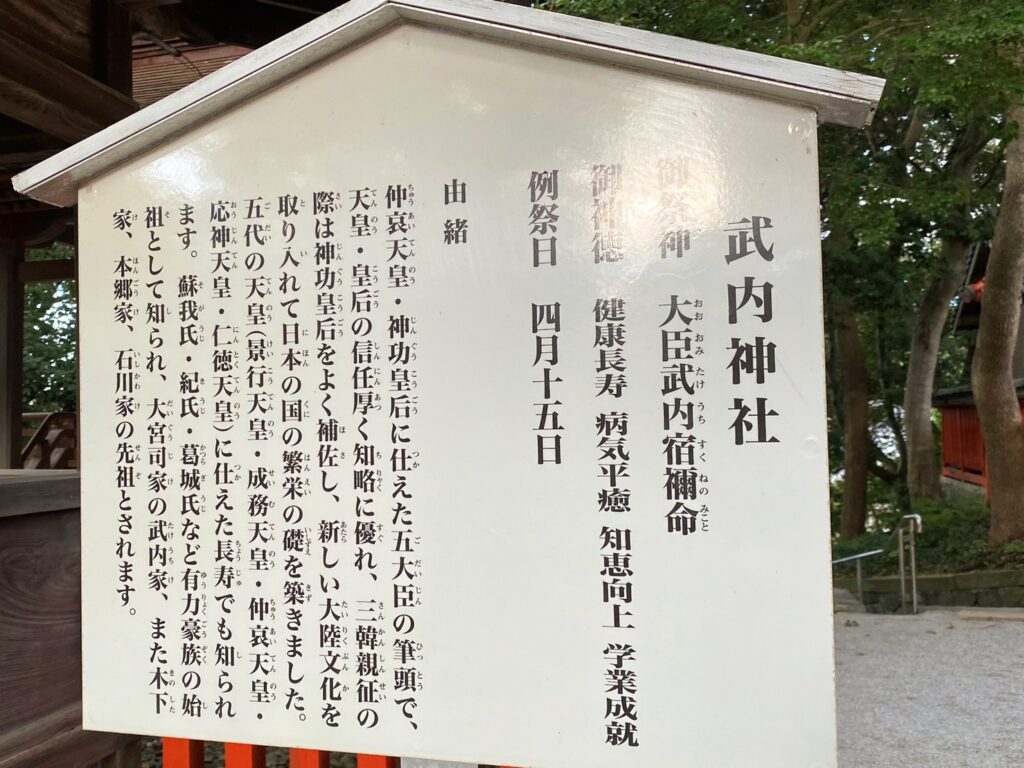 武内神社
御祭神 大臣武内宿禰命
御神徳 健康長寿 病気平癒 知恵向上 学業成就
例祭日 四月十五日
由緒
仲哀天皇・神功皇后に仕えた五大臣の筆頭で、
天皇・皇后の信任厚く知略に優れ、三韓親征の
際は神功皇后をよく補佐し、新しい大陸文化を
取り入れて日本の国の繁栄の礎を築きました。
五代の天皇(景行天皇・成務天皇・仲哀天皇・
応神天皇・仁徳天皇)に仕えた長寿でも知られ
ます。蘇我氏・紀氏・葛城氏など有力豪族の始
祖として知られ、大宮司家の武内家、また木下
家、本郷家、石川家の先祖とされます。